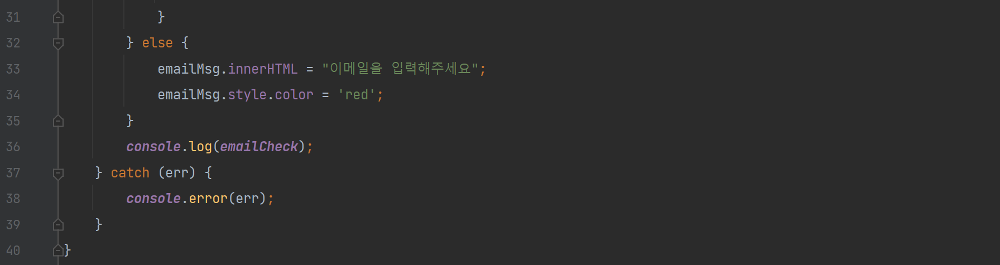 31 }
32 } else {
33 emailMsg.innerHTML = "이메일을 입력해주세요";
34 emailMsg.style.color = 'red';
35 }
36 console.log(emailCheck);
37 } catch (err) {
38 console.error(err);
39 }
40 }